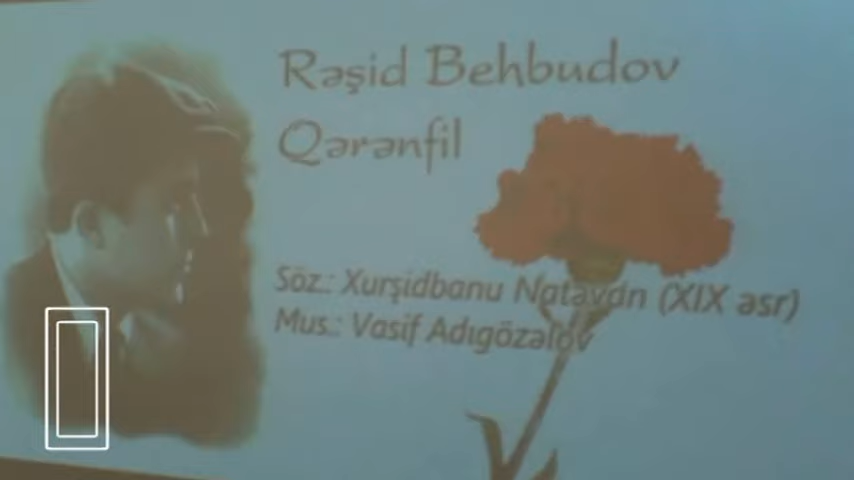 Rəşid Behbudov
Qərənfil
Söz.: Xurşidbanu Natavan (XIX əsr)
Mus.: Vasif Adıgözəlov